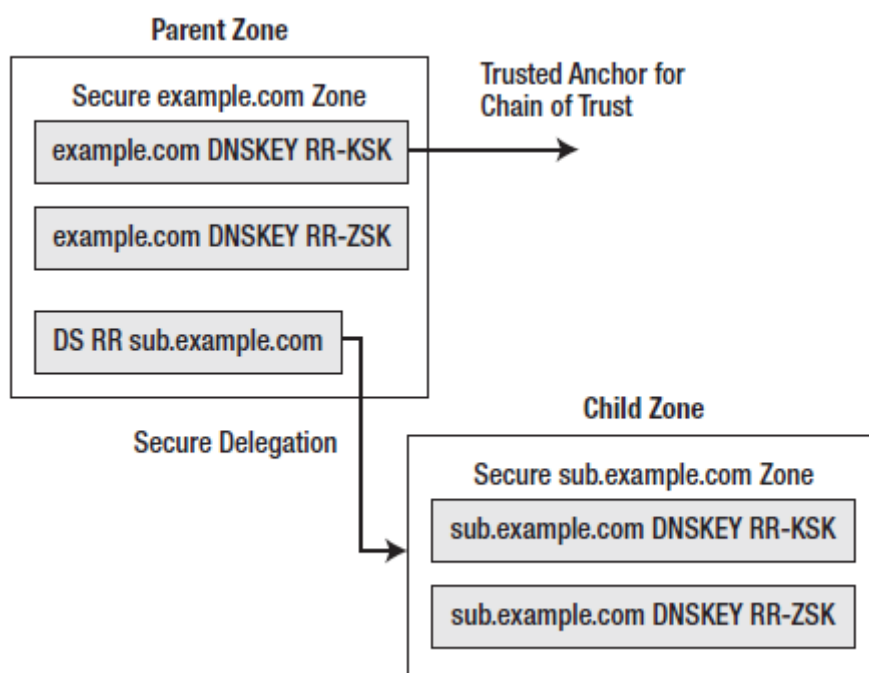 Parent Zone
Secure example.com Zone
Trusted Anchor for
Chain of Trust
example.com DNSKEY RR-KSK
example.com DNSKEY RR-ZSK
DS RR sub.example.com
Secure Delegation
Child Zone
Secure sub.example.com Zone
sub.example.com DNSKEY RR-KSK
sub.example.com DNSKEY RR-ZSK